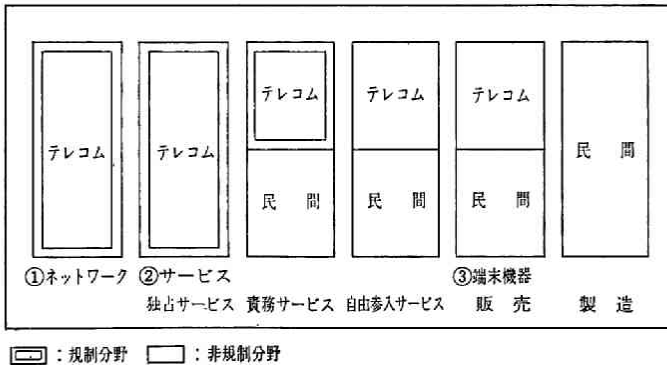 テレコム テレコム テレコム テレコム テレコム 民間
民間 民間 民間
①ネットワーク ②サービス ③端末機器
独占サービス 責務サービス 自由参入サービス 販売 製造
：規制分野 ：非規制分野